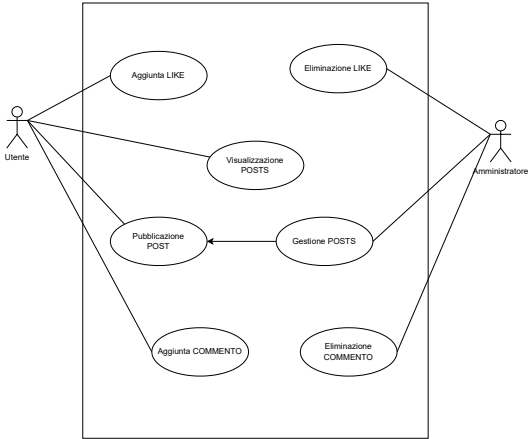 Aggiunta LIKE
Eliminazione LIKE
Utente
Visualizzazione
POSTS
Amministratore
Pubblicazione
POST
Gestione POSTS
Aggiunta COMMENTO
Eliminazione
COMMENTO